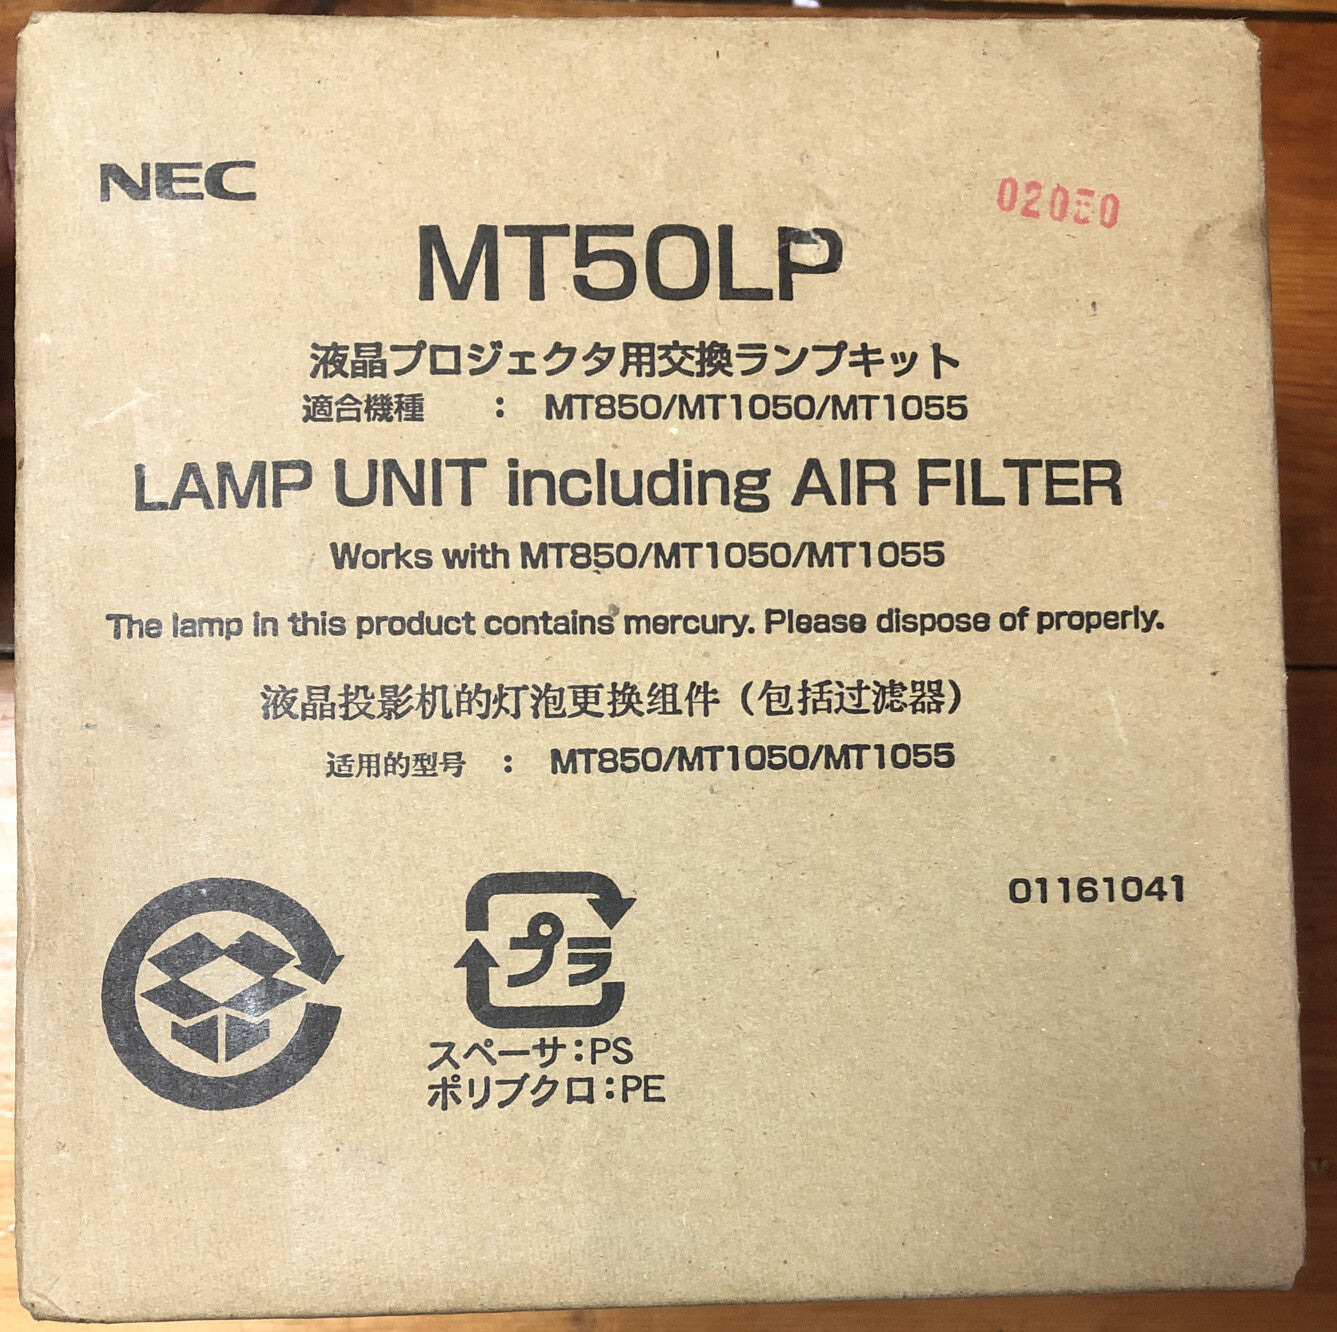 NEC
MT50LP
液晶プロジェクタ用交換ランプキット
適合機種 : MT850/MT1050/MT1055
LAMP UNIT including AIR FILTER
Works with MT850/MT1050/MT1055
The lamp in this product contains mercury. Please dispose of properly.
液晶投影机的灯泡更换组件（包括过滤器）
适用的型号 : MT850/MT1050/MT1055
01161041
プラ
スペーサ:PS
ポリブクロ:PE